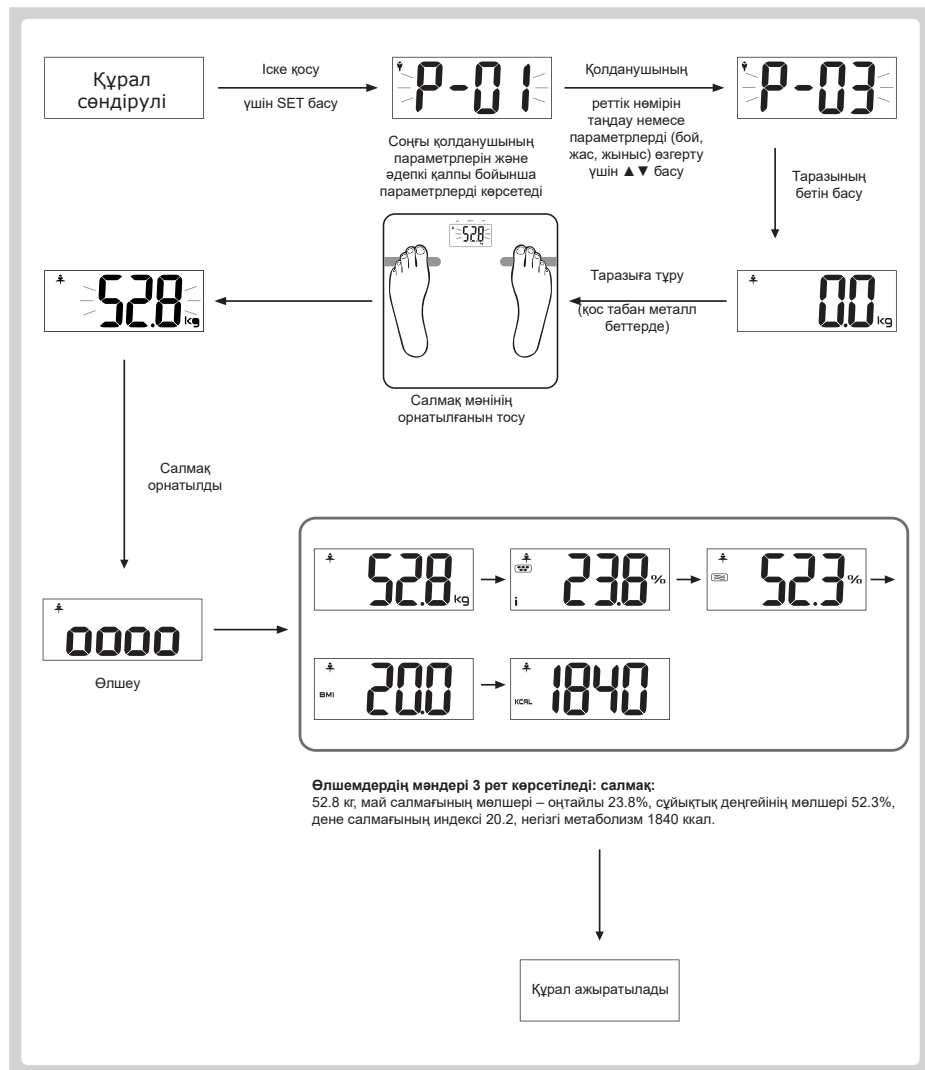 Құрал
сөндірулі
Іске қосу
үшін SET басу
P-01
Соңғы қолданушының
параметрлерін және
әдепкі қалпы бойынша
параметрлерді көрсетеді
Қолданушының
реттік нөмірін
таңдау немесе
параметрлерді (бой,
жас, жыныс) өзгерту
үшін ▲▼ басу
P-03
Таразының
бетін басу
0.0 kg
Таразыға тұру
(қос табан металл
беттерде)
52.8
Салмақ мәнінің
орнатылғанын тосу
52.8 kg
Салмақ
орнатылды
oooo
Өлшеу
52.8 kg
i 23.8 %
52.3 %
BMI 20.0
KCAL 1840
Өлшемдердің мәндері 3 рет көрсетіледі: салмақ:
52.8 кг, май салмағының мөлшері – оңтайлы 23.8%, сұйықтық деңгейінің мөлшері 52.3%,
дене салмағының индексі 20.2, негізгі метаболизм 1840 ккал.
Құрал ажыратылады